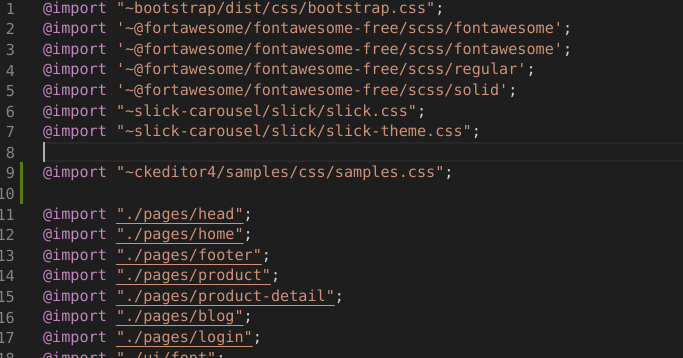 1 @import "~bootstrap/dist/css/bootstrap.css";
2 @import '~@fortawesome/fontawesome-free/scss/fontawesome';
3 @import '~@fortawesome/fontawesome-free/scss/fontawesome';
4 @import '~@fortawesome/fontawesome-free/scss/regular';
5 @import '~@fortawesome/fontawesome-free/scss/solid';
6 @import "~slick-carousel/slick/slick.css";
7 @import "~slick-carousel/slick/slick-theme.css";
8
9 @import "~ckeditor4/samples/css/samples.css";
10
11 @import "./pages/head";
12 @import "./pages/home";
13 @import "./pages/footer";
14 @import "./pages/product";
15 @import "./pages/product-detail";
16 @import "./pages/blog";
17 @import "./pages/login";
18 @import "./ui/font";